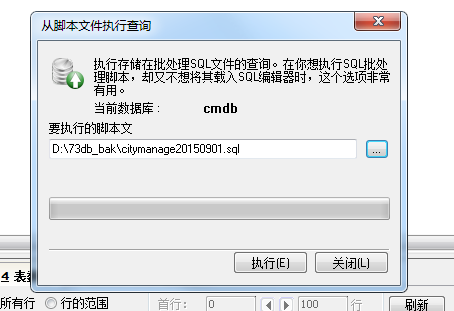 从脚本文件执行查询
执行存储在批处理SQL文件的查询。在你想执行SQL批处
理脚本，却又不想将其载入SQL编辑器时，这个选项非常
有用。
当前数据库： cmdb
要执行的脚本文
D:\73db_bak\citymanage20150901.sql
...
执行(E) 关闭(L)
4 表数
所有行 行的范围 首行： 0 100 行 刷新